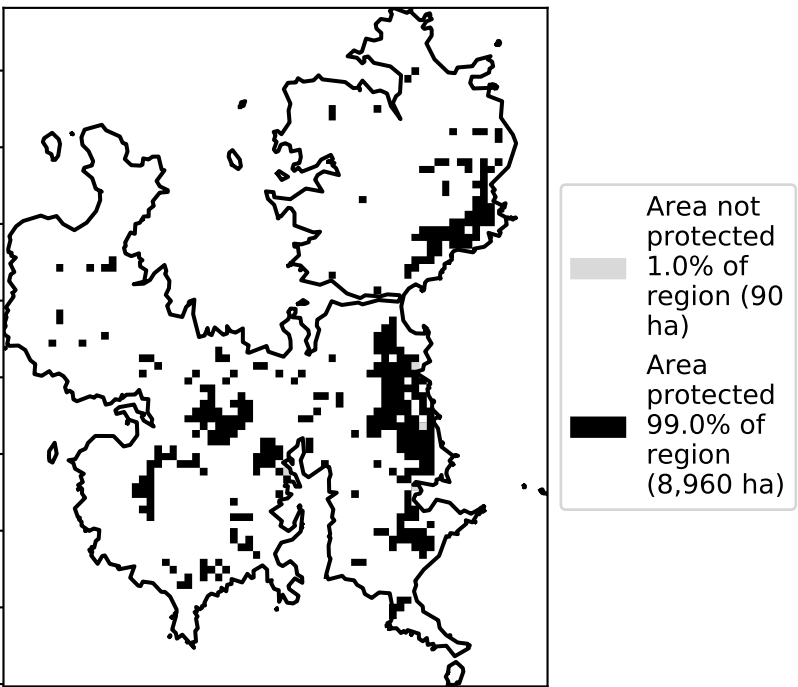 Area not
protected
1.0% of
region (90
ha)
Area
protected
99.0% of
region
(8,960 ha)